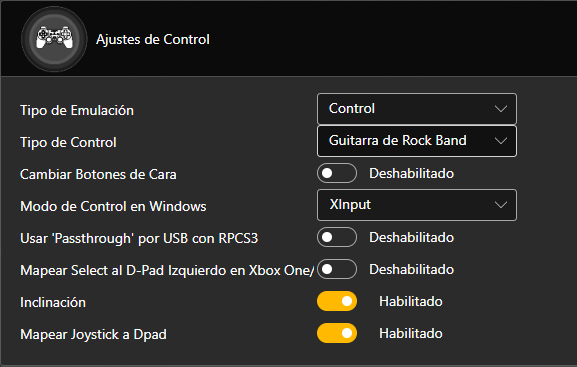 Ajustes de Control
Tipo de Emulación Control
Tipo de Control Guitarra de Rock Band
Cambiar Botones de Cara Deshabilitado
Modo de Control en Windows XInput
Usar 'Passthrough' por USB con RPCS3 Deshabilitado
Mapear Select al D-Pad Izquierdo en Xbox One/ Deshabilitado
Inclinación Habilitado
Mapear Joystick a Dpad Habilitado